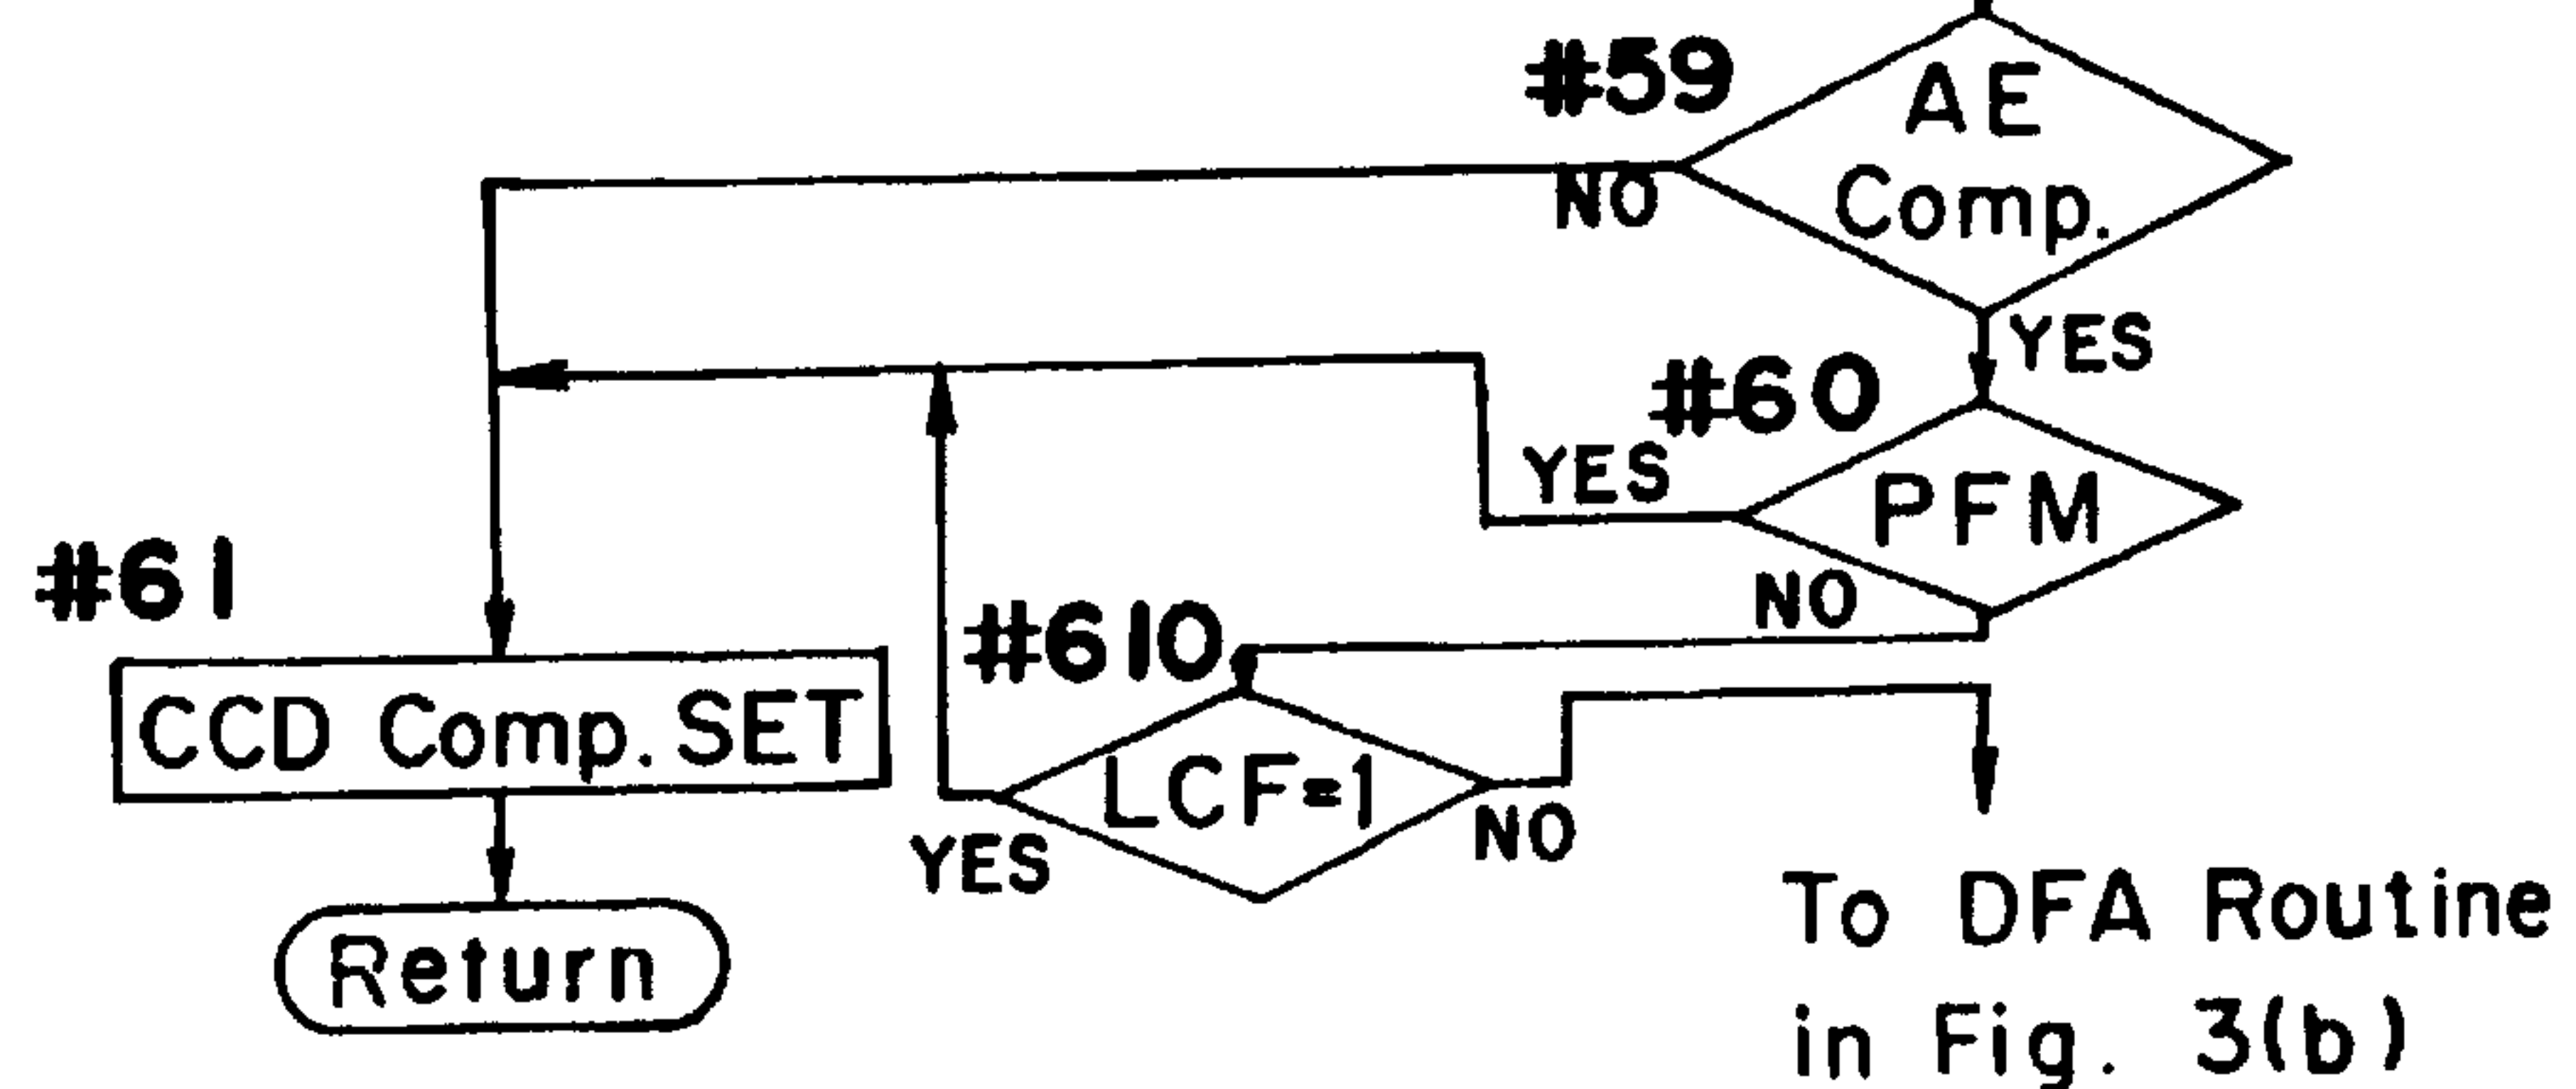 #59
AE
Comp.
NO
YES
#60
YES
PFM
NO
#61
#610
CCD Comp. SET
LCF=1
YES
NO
Return
To DFA Routine
in Fig. 3(b)